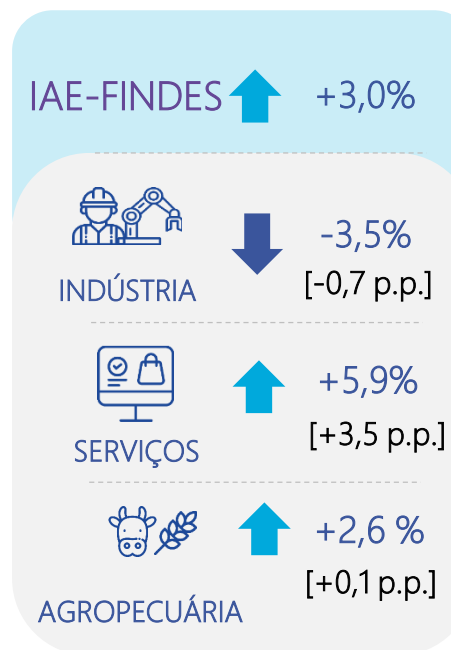 IAE-FINDES +3,0%
-3,5%
INDÚSTRIA [-0,7 p.p.]
+5,9%
SERVIÇOS [+3,5 p.p.]
+2,6 %
[+0,1 p.p.]
AGROPECUÁRIA